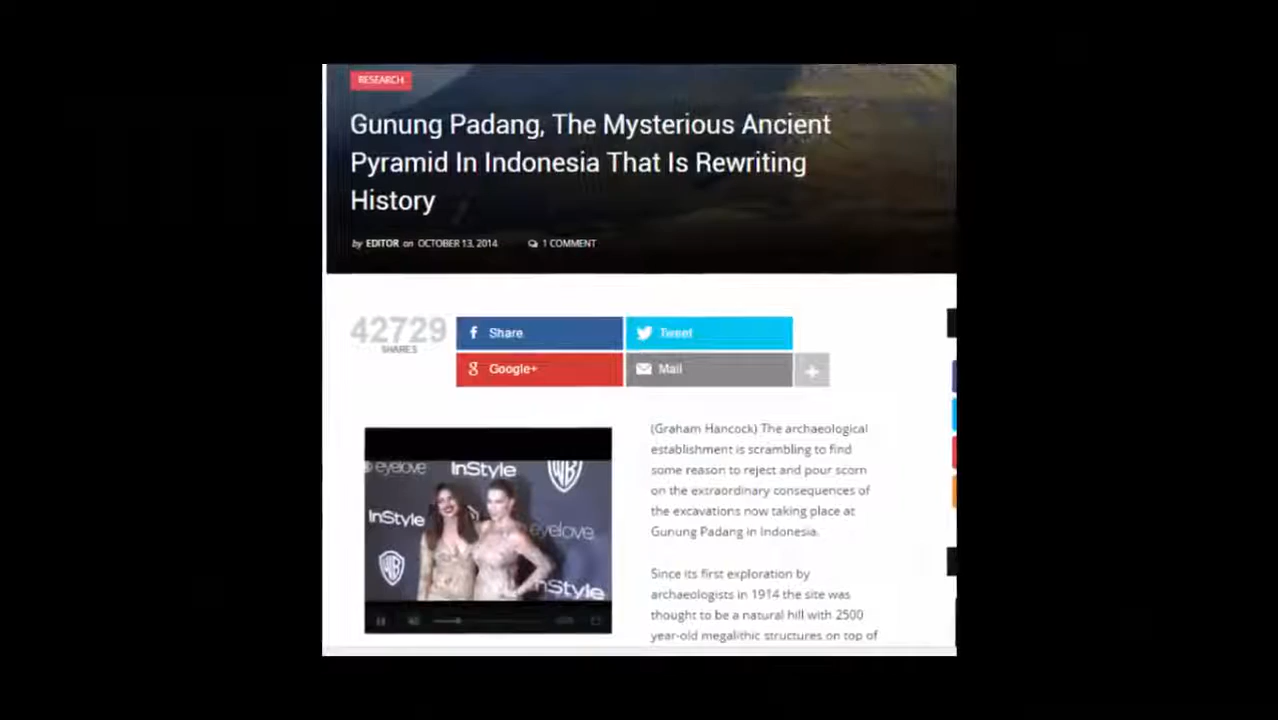 RESEARCH
Gunung Padang, The Mysterious Ancient
Pyramid In Indonesia That Is Rewriting
History
by EDITOR on OCTOBER 13, 2014 1 COMMENT
42729
SHARES
Share
Tweet
Google+
Mail
(Graham Hancock) The archaeological
establishment is scrambling to find
some reason to reject and pour scorn
on the extraordinary consequences of
the excavations now taking place at
Gunung Padang in Indonesia.
Since its first exploration by
archaeologists in 1914 the site was
thought to be a natural hill with 2500
year-old megalithic structures on top of
eyelove
InStyle
WB
InStyle
eyelove
WB
nStyle